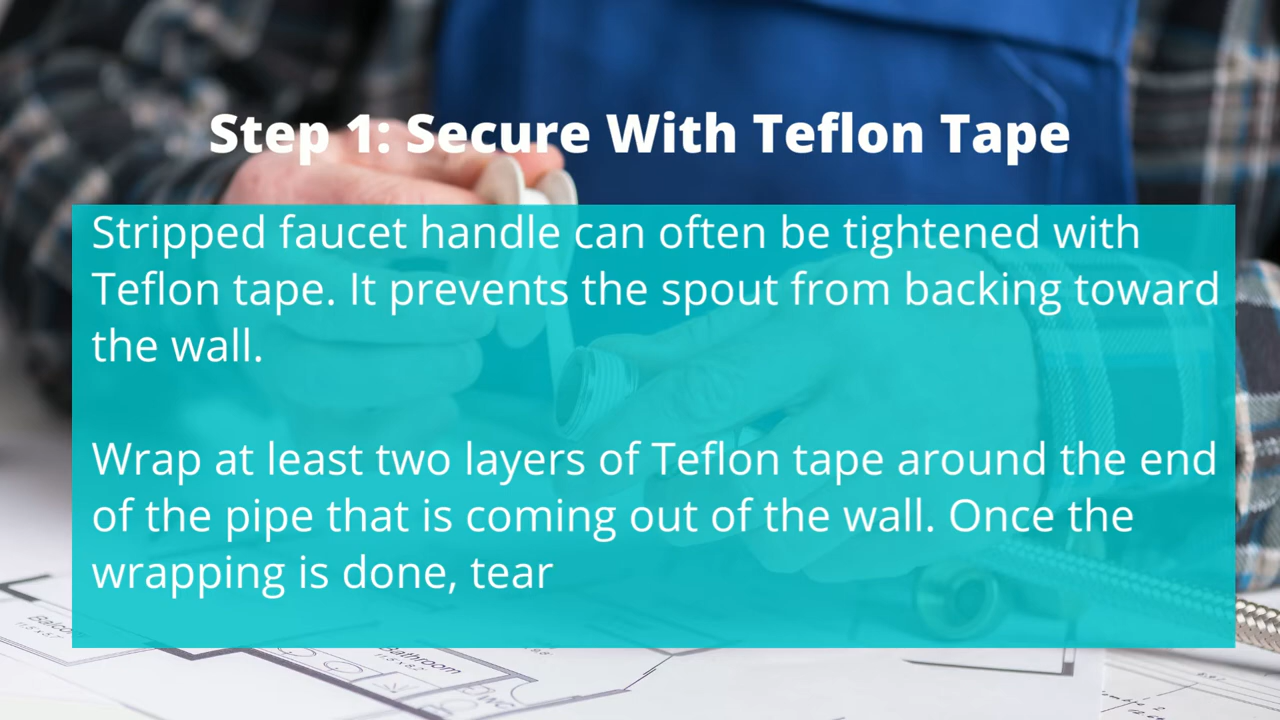 Step 1: Secure With Teflon Tape
Stripped faucet handle can often be tightened with
Teflon tape. It prevents the spout from backing toward
the wall.
Wrap at least two layers of Teflon tape around the end
of the pipe that is coming out of the wall. Once the
wrapping is done, tear
Bathroom